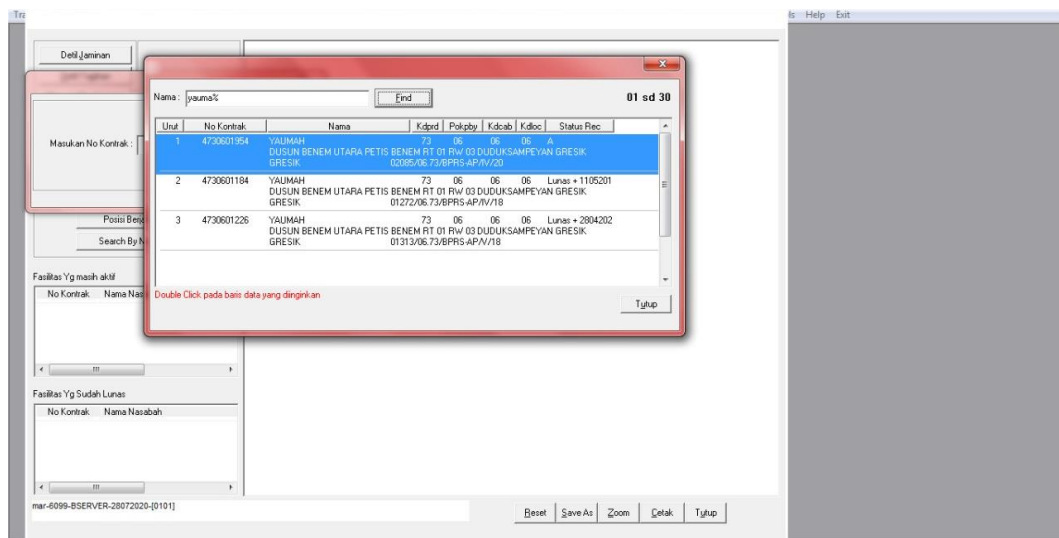 ls Help Exit
Detil Jaminan
Nama : yauma% Find 01 sd 30
Masukan No Kontrak :
Urut No Kontrak Nama Kdprd Pokpby Kdcab Kdloc Status Rec
1 4730601954 YAUMAH 73 06 06 06 A
DUSUN BENEM UTARA PETIS BENEM RT 01 RW 03 DUDUKSAMPEYAN GRESIK
GRESIK 02085/06.73/BPRS-AP/IV/20
2 4730601184 YAUMAH 73 06 06 06 Lunas + 1105201
DUSUN BENEM UTARA PETIS BENEM RT 01 RW 03 DUDUKSAMPEYAN GRESIK
GRESIK 01272/06.73/BPRS-AP/V/18
3 4730601226 YAUMAH 73 06 06 06 Lunas + 2804202
DUSUN BENEM UTARA PETIS BENEM RT 01 RW 03 DUDUKSAMPEYAN GRESIK
GRESIK 01313/06.73/BPRS-AP/V/18
Double Click pada baris data yang diinginkan
Tutup
Posisi Berja
Search By N
Fasilitas Yg masih aktif
No Kontrak Nama Nas
Fasilitas Yg Sudah Lunas
No Kontrak Nama Nasabah
mar-6099-BSERVER-28072020-[0101]
Reset Save As Zoom Cetak Tutup